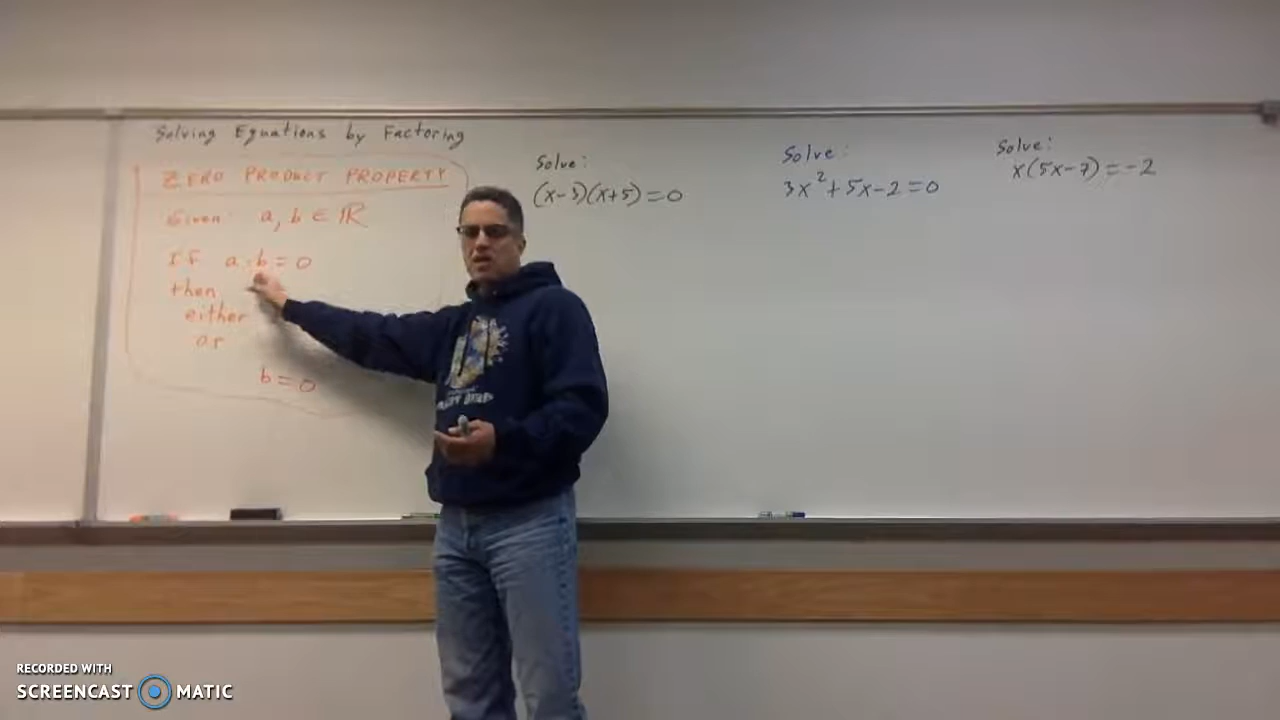 Solving Equations by Factoring
ZERO PRODUCT PROPERTY
Given: a, b ∈ ℝ
If a·b=0
then
either
or
b=0
Solve:
(x-3)(x+5)=0
Solve:
3x²+5x-2=0
Solve:
x(5x-7)=-2
RECORDED WITH
SCREENCAST MATIC